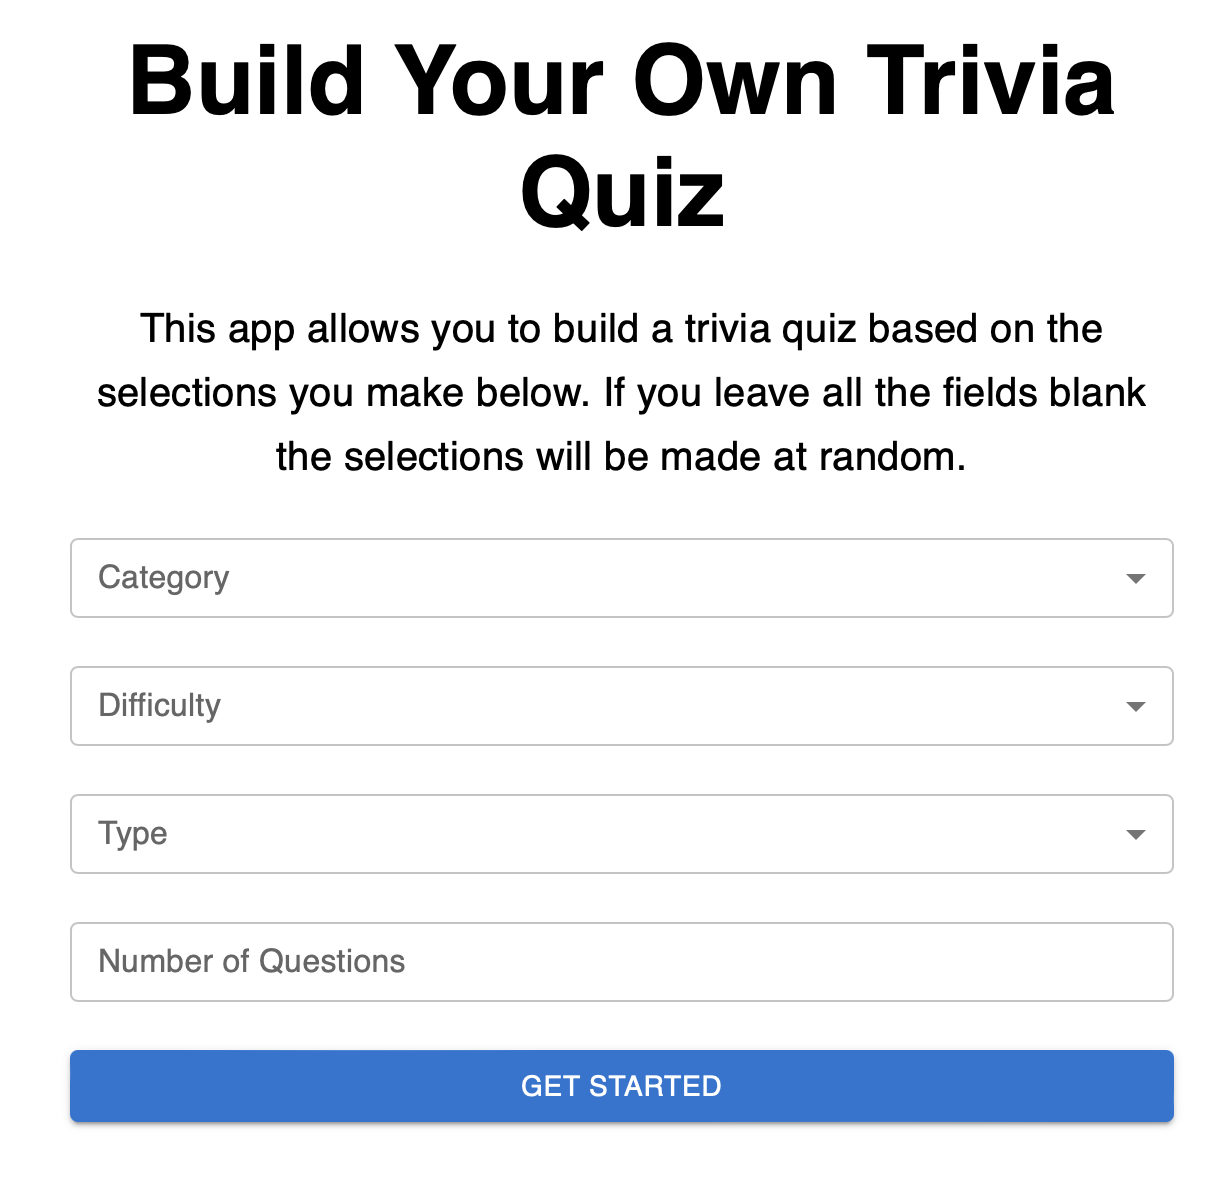 Build Your Own Trivia
Quiz
This app allows you to build a trivia quiz based on the
selections you make below. If you leave all the fields blank
the selections will be made at random.
Category
Difficulty
Type
Number of Questions
GET STARTED